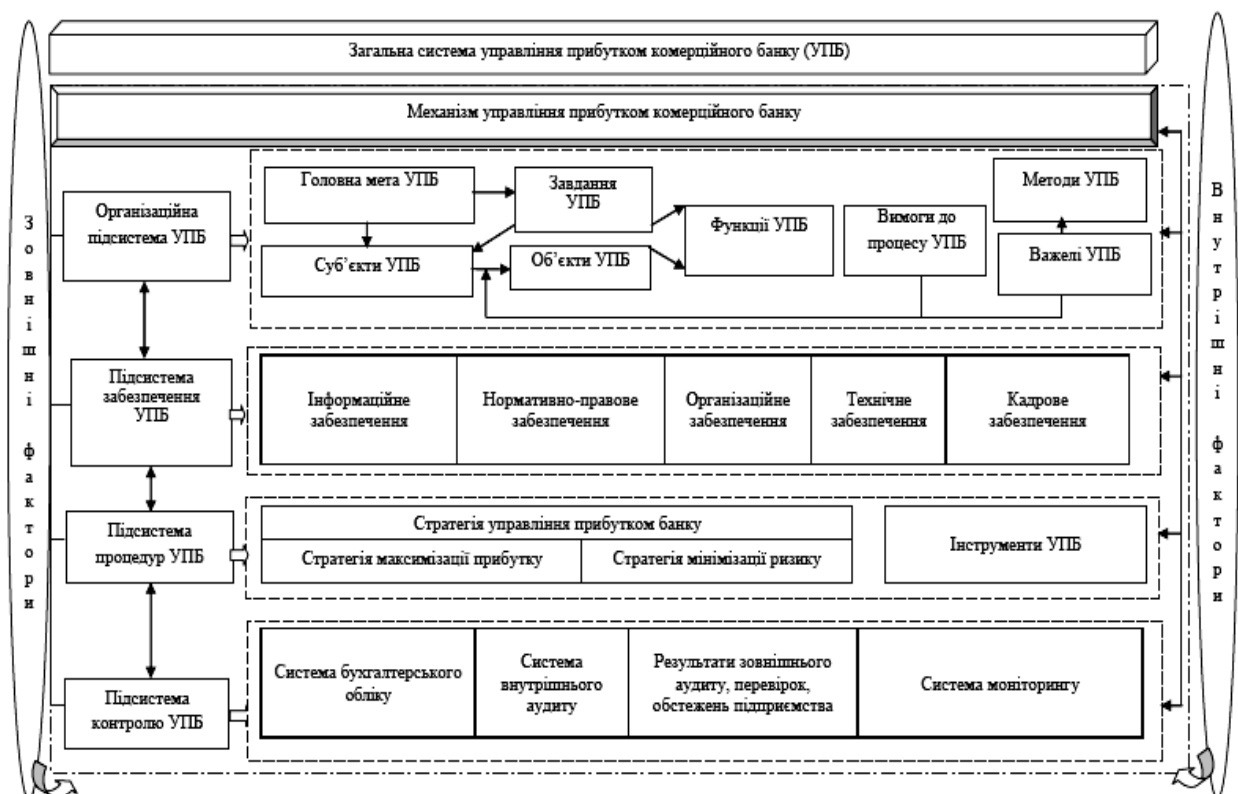 Загальна система управління прибутком комерційного банку (УПБ)
Механізм управління прибутком комерційного банку
Зовнішні фактори
Внутрішні фактори
Організаційна
підсистема УПБ
Головна мета УПБ
Завдання
УПБ
Методи УПБ
Функції УПБ
Вимоги до
процесу УПБ
Суб’єкти УПБ
Об’єкти УПБ
Важелі УПБ
Підсистема
забезпечення
УПБ
Інформаційне
забезпечення
Нормативно-правове
забезпечення
Організаційне
забезпечення
Технічне
забезпечення
Кадрове
забезпечення
Підсистема
процедур УПБ
Стратегія управління прибутком банку
Стратегія максимізації прибутку
Стратегія мінімізації ризику
Інструменти УПБ
Підсистема
контролю УПБ
Система бухгалтерського
обліку
Система
внутрішнього
аудиту
Результати зовнішнього
аудиту, перевірок,
обстежень підприємства
Система моніторингу